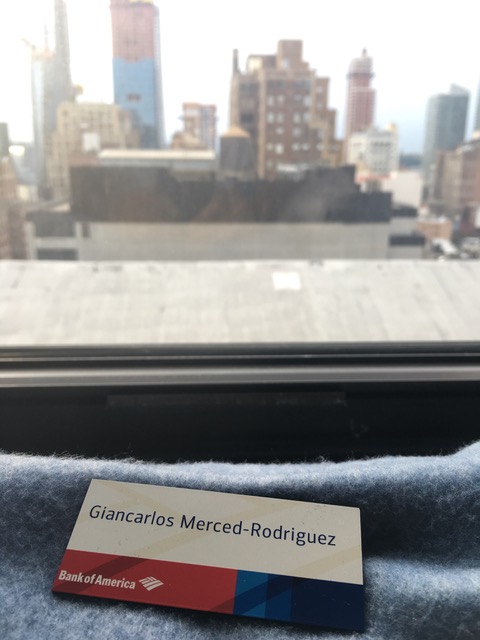 Giancarlos Merced-Rodriguez
Bank of America